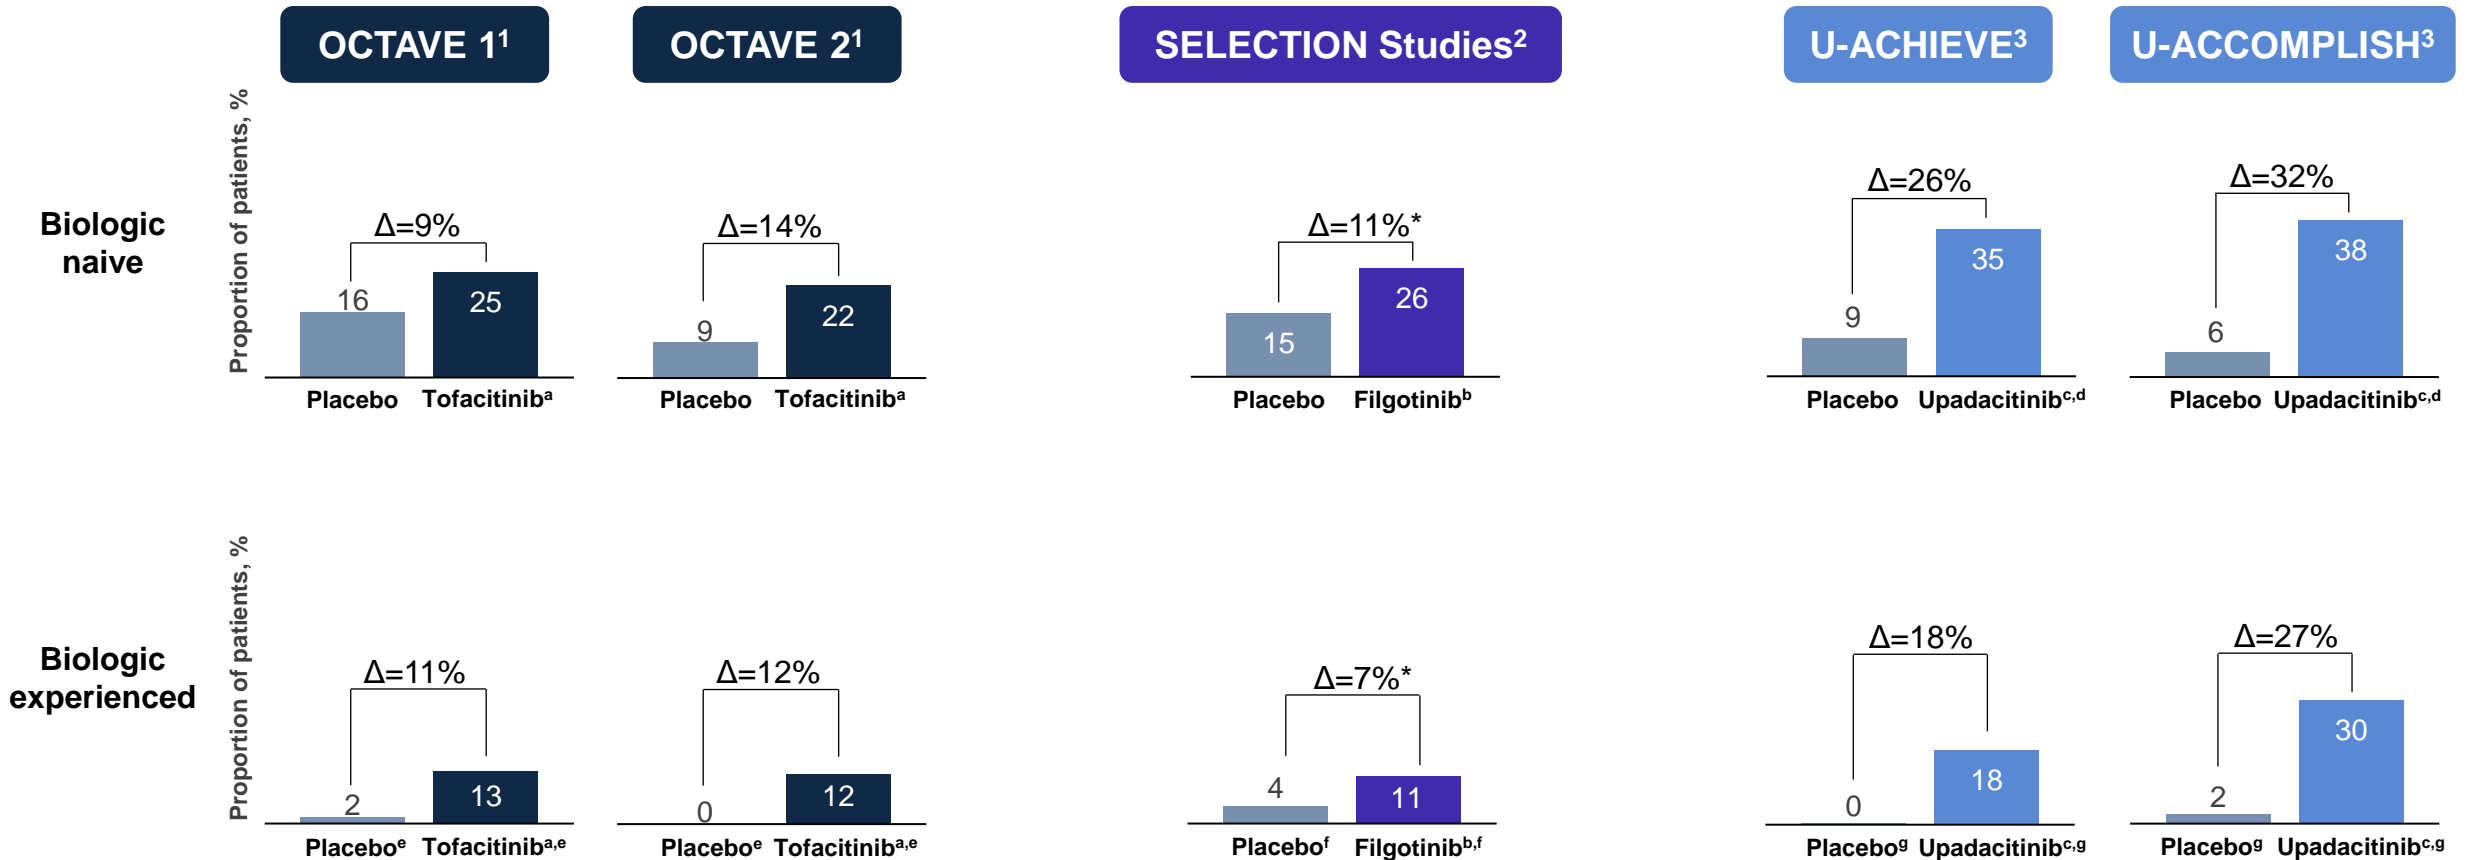 OCTAVE 1¹
OCTAVE 2¹
SELECTION Studies²
U-ACHIEVE³
U-ACCOMPLISH³
Biologic
naive
Proportion of patients, %
Δ=9%
16
25
Placebo
Tofacitinibᵃ
Δ=14%
9
22
Placebo
Tofacitinibᵃ
Δ=11%*
15
26
Placebo
Filgotinibᵇ
Δ=26%
9
35
Placebo
Upadacitinibᶜ,ᵈ
Δ=32%
6
38
Placebo
Upadacitinibᶜ,ᵈ
Biologic
experienced
Proportion of patients, %
Δ=11%
2
13
Placeboᵉ
Tofacitinibᵃ,ᵉ
Δ=12%
0
12
Placeboᵉ
Tofacitinibᵃ,ᵉ
Δ=7%*
4
11
Placeboᶠ
Filgotinibᵇ,ᶠ
Δ=18%
0
18
Placeboᵍ
Upadacitinibᶜ,ᵍ
Δ=27%
2
30
Placeboᵍ
Upadacitinibᶜ,ᵍ